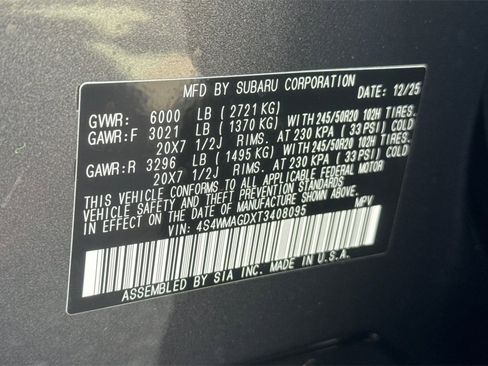 MFD BY SUBARU CORPORATION DATE: 12/25
GVWR: 6000 LB ( 2721 KG)
GAWR:F 3021 LB ( 1370 KG) WITH 245/50R20 102H TIRES.
20X7 1/2J RIMS. AT 230 KPA ( 33 PSI) COLD
GAWR:R 3296 LB ( 1495 KG) WITH 245/50R20 102H TIRES.
20X7 1/2J RIMS. AT 230 KPA ( 33 PSI) COLD
THIS VEHICLE CONFORMS TO ALL APPLICABLE FEDERAL MOTOR
VEHICLE SAFETY AND THEFT PREVENTION STANDARDS
IN EFFECT ON THE DATE OF MANUFACTURE SHOWN ABOVE.
VIN: 4S4WMAGDXT3408095 MPV
ASSEMBLED BY SIA INC. MADE IN U.S.A.